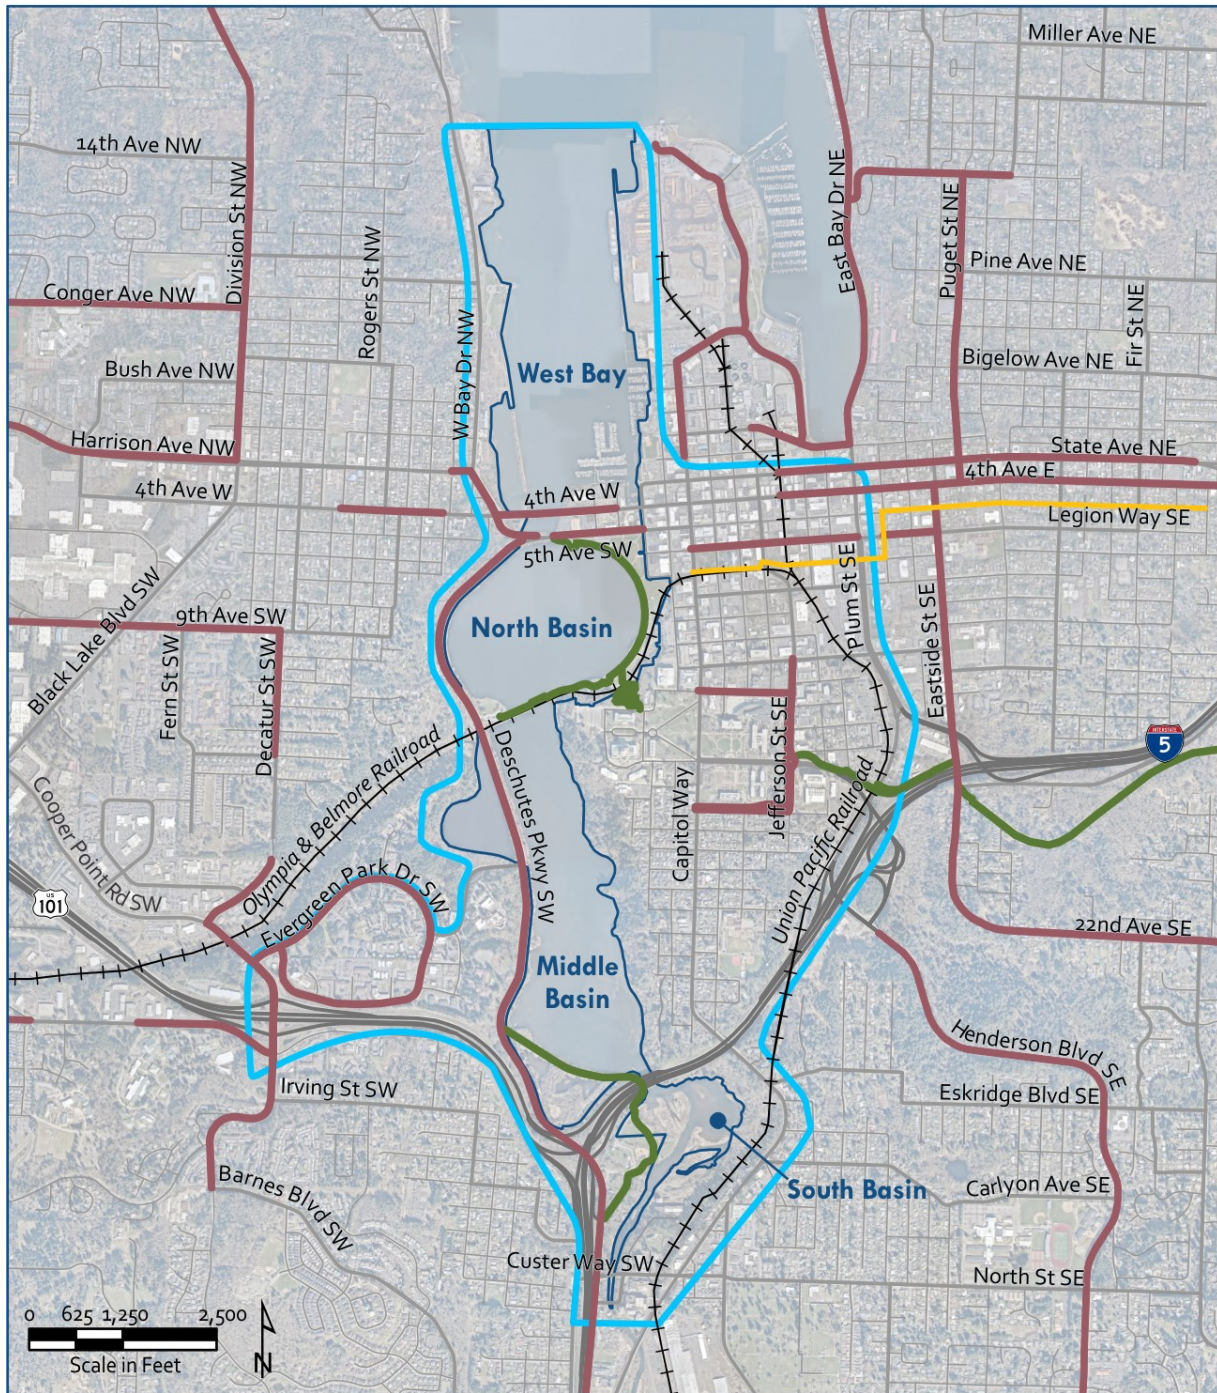 Miller Ave NE
14th Ave NW
Division St NW
Rogers St NW
East Bay Dr NE
Puget St NE
Pine Ave NE
Conger Ave NW
Fir St NE
W Bay Dr NW
West Bay
Bush Ave NW
Bigelow Ave NE
Harrison Ave NW
State Ave NE
4th Ave E
4th Ave W
4th Ave W
Legion Way SE
5th Ave SW
Black Lake Blvd SW
9th Ave SW
North Basin
Plum St SE
Eastside St SE
Fern St SW
Decatur St SW
Deschutes Pkwy SW
Jefferson St SE
INTERSTATE
5
Olympia & Belmore Railroad
Capitol Way
Union Pacific Railroad
Cooper Point Rd SW
US
101
Evergreen Park Dr SW
22nd Ave SE
Middle
Basin
Henderson Blvd SE
Irving St SW
Eskridge Blvd SE
Barnes Blvd SW
South Basin
Carlyon Ave SE
Custer Way SW
North St SE
0 625 1,250 2,500
Scale in Feet
N